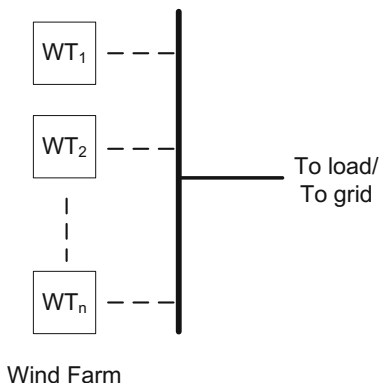 WT₁
WT₂
To load/
To grid
WTₙ
Wind Farm